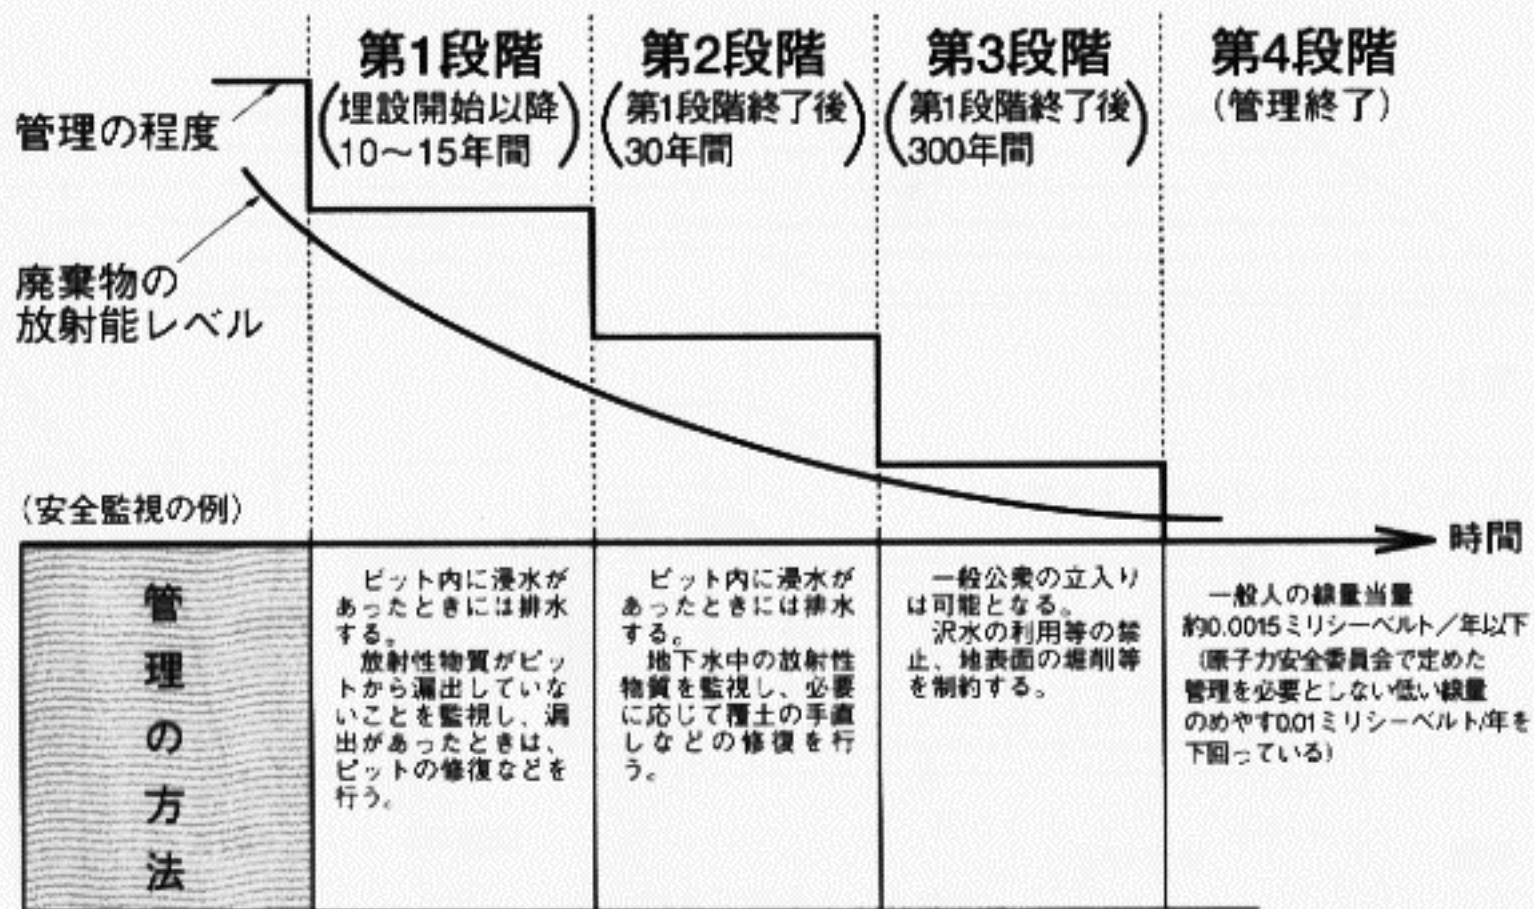 第1段階
(埋設開始以降
10～15年間)
第2段階
(第1段階終了後
30年間)
第3段階
(第1段階終了後
300年間)
第4段階
(管理終了)
管理の程度
廃棄物の
放射能レベル
(安全監視の例)
時間
管理の方法
ピット内に浸水が
あったときには排水
する。
放射性物質がピッ
トから漏出していな
いことを監視し、漏
出があったときは、
ピットの修復などを
行う。
ピット内に浸水が
あったときには排水
する。
地下水中の放射性
物質を監視し、必要
に応じて覆土の手直
しなどの修復を行
う。
一般公衆の立入り
は可能となる。
沢水の利用等の禁
止、地表面の堀削等
を制約する。
一般人の線量当量
約0.0015ミリシーベルト／年以下
(原子力安全委員会で定めた
管理を必要としない低い線量
のめやす0.01ミリシーベルト/年を
下回っている)